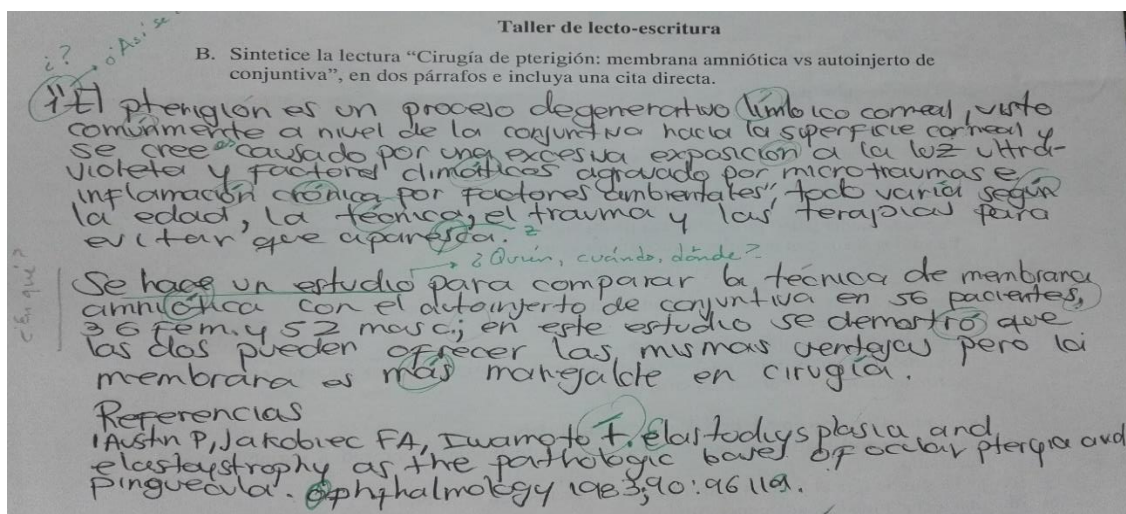 Taller de lecto-escritura
¿? ¡Así se
B. Sintetice la lectura “Cirugía de pterigión: membrana amniótica vs autoinjerto de
conjuntiva”, en dos párrafos e incluya una cita directa.
1"El pterigión es un proceso degenerativo límbico corneal, visto
comúnmente a nivel de la conjuntiva hacia la superficie corneal y
se cree es causado por una excesiva exposición a la luz ultra-
violeta y factores climáticos agravado por microtraumas e
inflamación crónica por factores ambientales", todo varía según
la edad, la técnica, el trauma y las terapias para
evitar que aparesca. z
¿Quién, cuándo, dónde?
¿En qué?
Se hace un estudio para comparar la técnica de membrana
amniótica con el autoinjerto de conjuntiva en 56 pacientes,
36 fem. y 52 masc.; en este estudio se demostró que
las dos pueden ofrecer las mismas ventajas pero la
membrana es más manejable en cirugía.
Referencias
1Austin P, Jakobiec FA, Iwamoto T. elastodysplasia and
elastaystrophy as the pathologic bases of ocular pterygia and
pinguecula. Ophthalmology 1983;90:96119.